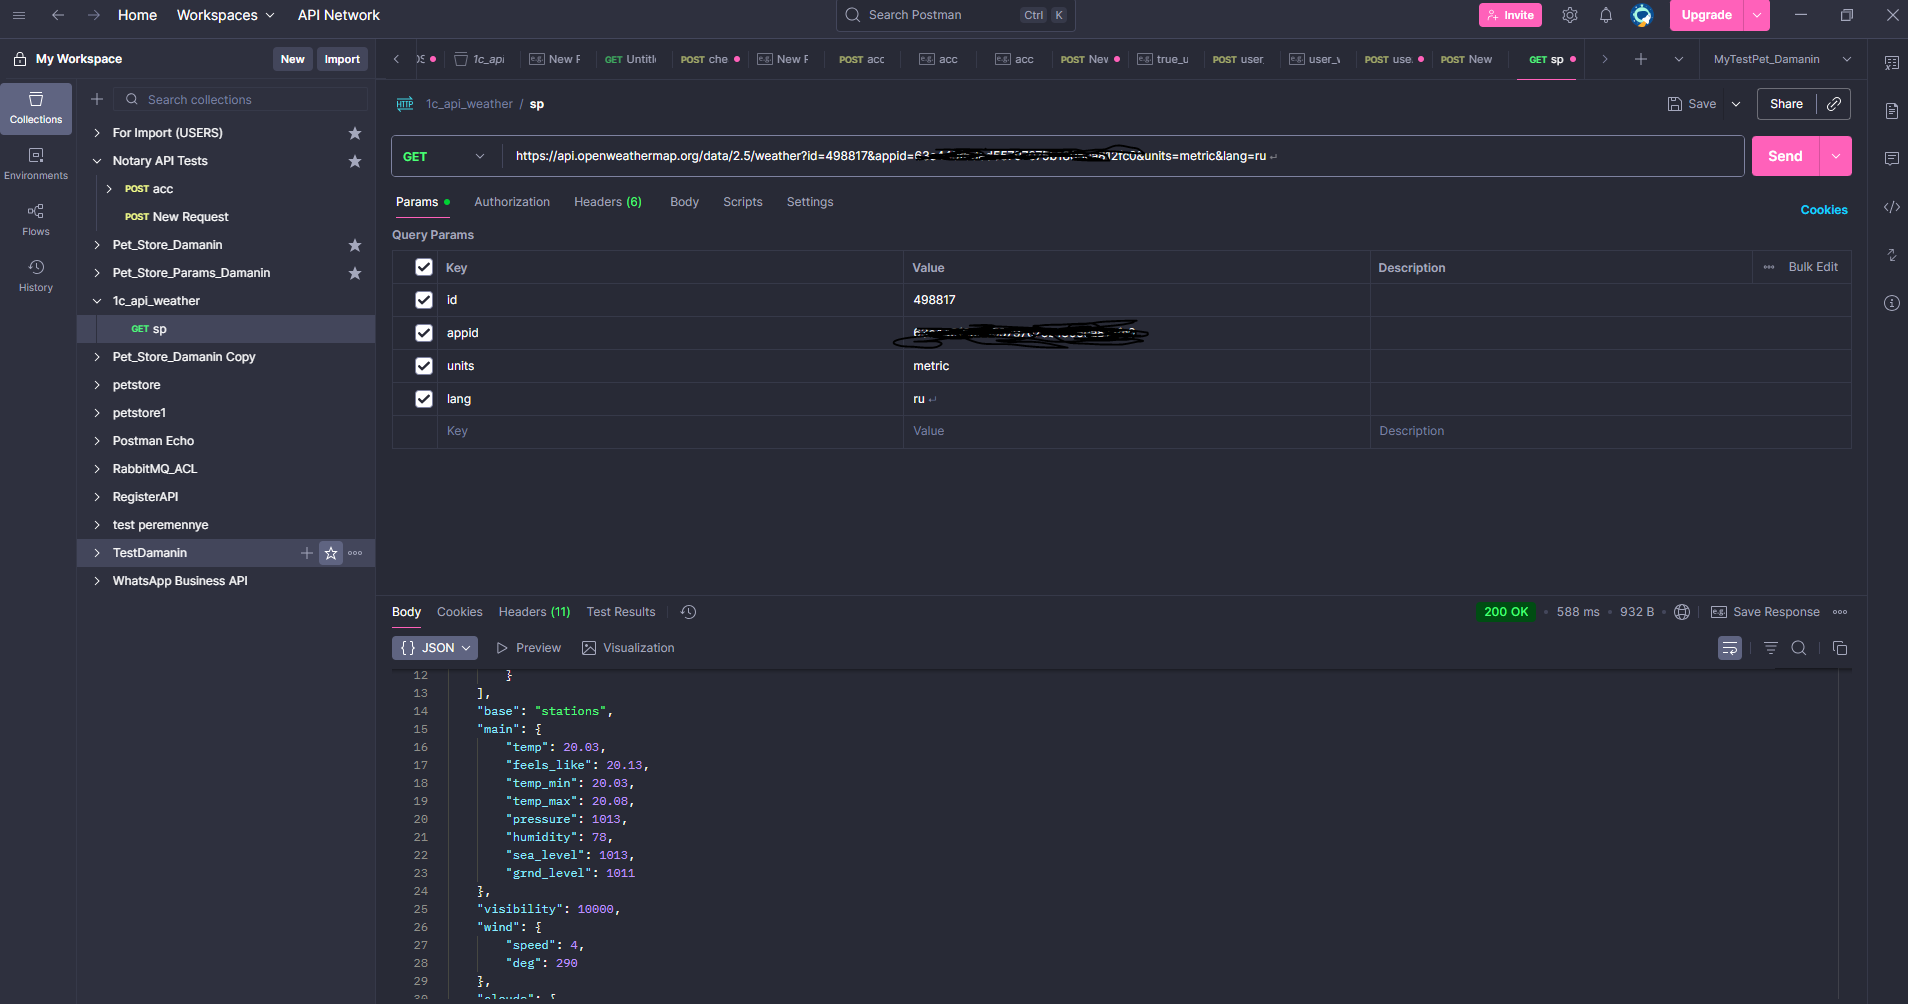 Home Workspaces API Network Search Postman Ctrl K Invite Upgrade
My Workspace New Import
1c_api New F GET Untitl POST che New F POST acc acc acc POST Nev true_u POST user. user_v POST use. POST New GET sp MyTestPet_Damanin
Collections
Environments
Flows
History
Search collections
For Import (USERS)
Notary API Tests
POST acc
POST New Request
Pet_Store_Damanin
Pet_Store_Params_Damanin
1c_api_weather
GET sp
Pet_Store_Damanin Copy
petstore
petstore1
Postman Echo
RabbitMQ_ACL
RegisterAPI
test peremennye
TestDamanin
WhatsApp Business API
HTTP 1c_api_weather / sp Save Share
GET https://api.openweathermap.org/data/2.5/weather?id=498817&appid= &units=metric&lang=ru Send
Params Authorization Headers (6) Body Scripts Settings Cookies
Query Params
Key Value Description Bulk Edit
id 498817
appid
units metric
lang ru
Key Value Description
Body Cookies Headers (11) Test Results 200 OK 588 ms 932 B Save Response
{} JSON Preview Visualization
12 }
13 ],
14 "base": "stations",
15 "main": {
16 "temp": 20.03,
17 "feels_like": 20.13,
18 "temp_min": 20.03,
19 "temp_max": 20.08,
20 "pressure": 1013,
21 "humidity": 78,
22 "sea_level": 1013,
23 "grnd_level": 1011
24 },
25 "visibility": 10000,
26 "wind": {
27 "speed": 4,
28 "deg": 290
29 },
30 "clouds": {